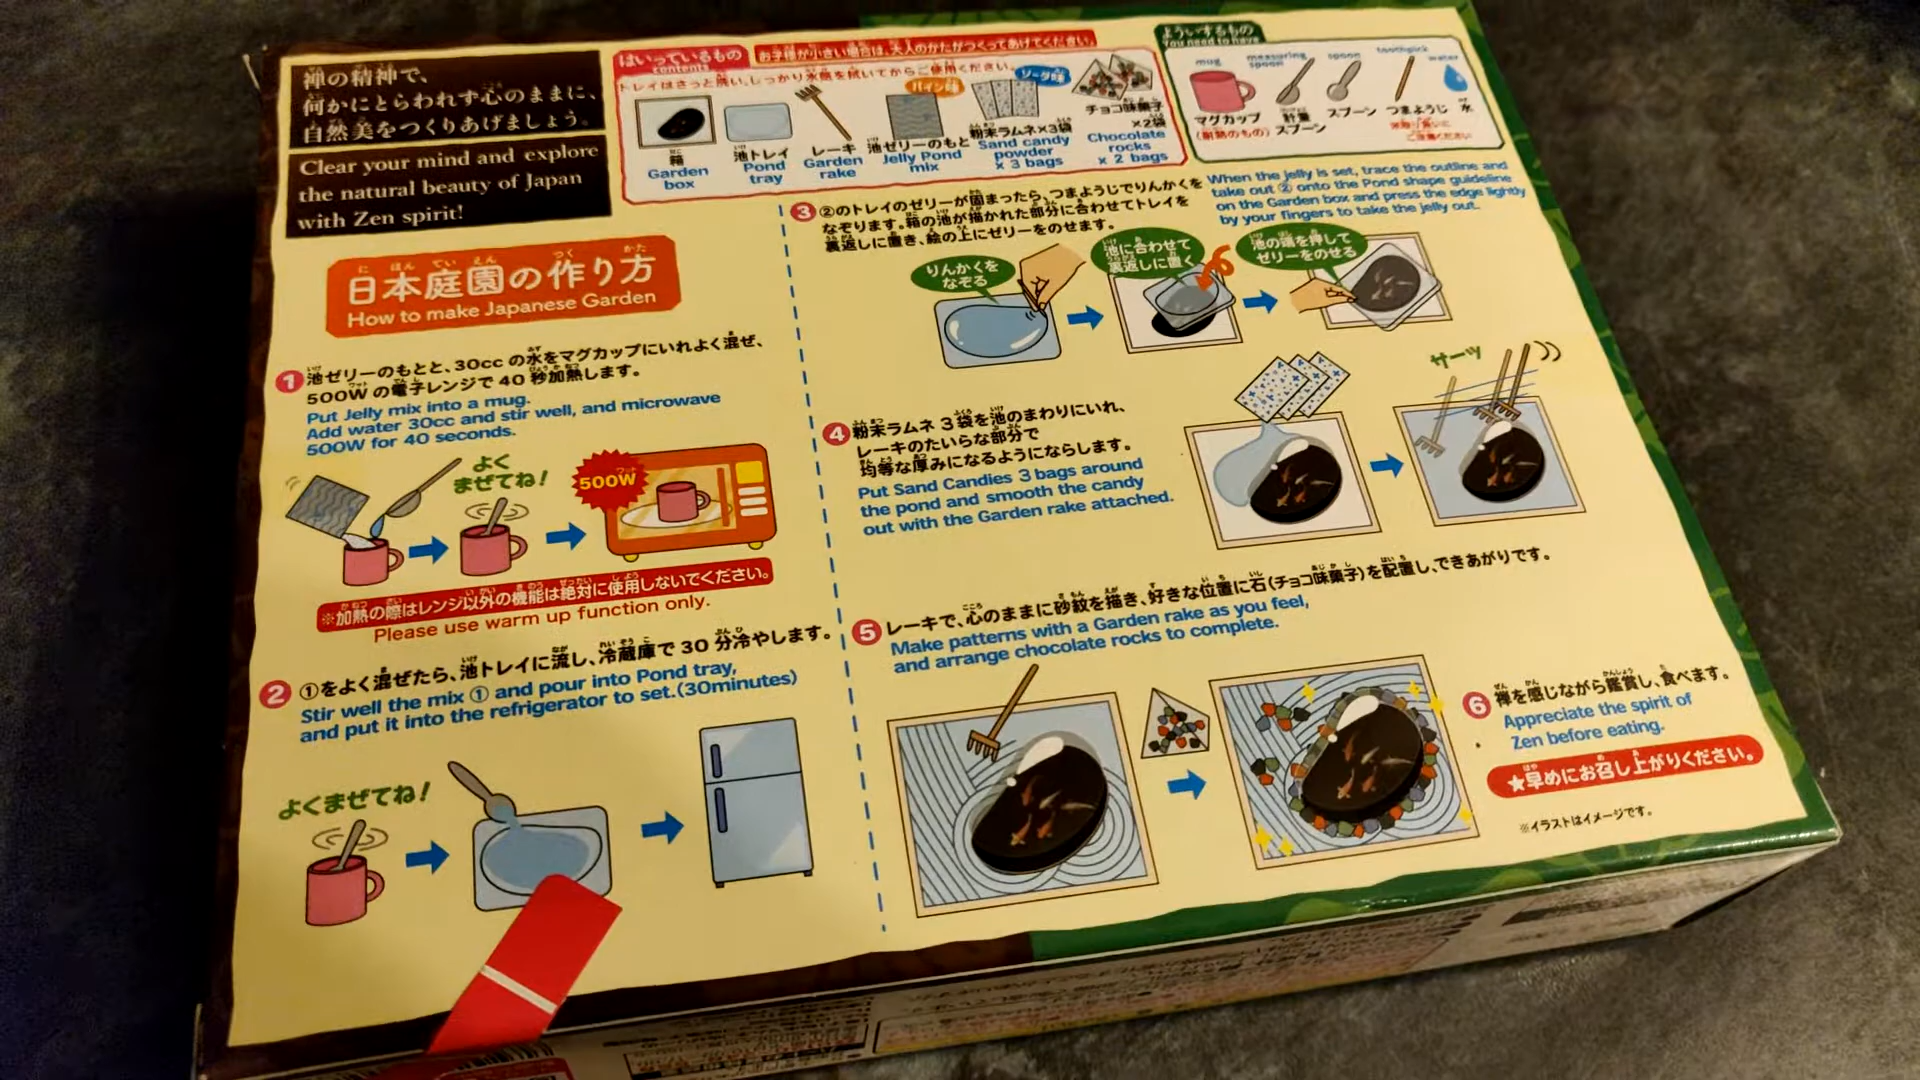 禅の精神で、
何かにとらわれず心のままに、
自然美をつくりあげましょう。
Clear your mind and explore
the natural beauty of Japan
with Zen spirit!
はいっているもの
contents
お子様が小さい場合は、大人のかたがつくってあげてください。
トレイはさっと洗い、しっかり水気を拭いてからご使用ください。
箱
Garden
box
池トレイ
Pond
tray
レーキ
Garden
rake
パイン味
池ゼリーのもと
Jelly Pond
mix
ソーダ味
粉末ラムネ×3袋
Sand candy
powder
x 3 bags
チョコ味菓子
×2袋
Chocolate
rocks
x 2 bags
よういするもの
You need to have
mug
マグカップ
(耐熱のもの)
measuring
spoon
計量
スプーン
spoon
スプーン
toothpick
つまようじ
water
水
日本庭園の作り方
How to make Japanese Garden
1 池ゼリーのもとと、30ccの水をマグカップにいれよく混ぜ、
500Wの電子レンジで40秒加熱します。
Put Jelly mix into a mug.
Add water 30cc and stir well, and microwave
500W for 40 seconds.
よく
まぜてね!
500W
※加熱の際はレンジ以外の機能は絶対に使用しないでください。
Please use warm up function only.
2 ①をよく混ぜたら、池トレイに流し、冷蔵庫で30分冷やします。
Stir well the mix ① and pour into Pond tray,
and put it into the refrigerator to set.(30minutes)
よくまぜてね!
3 ②のトレイのゼリーが固まったら、つまようじでりんかくを
なぞります。箱の池が描かれた部分に合わせてトレイを
裏返しに置き、絵の上にゼリーをのせます。
When the jelly is set, trace the outline and
take out ② onto the Pond shape guideline
on the Garden box and press the edge lightly
by your fingers to take the jelly out.
りんかくを
なぞる
池に合わせて
裏返しに置く
池の端を押して
ゼリーをのせる
4 粉末ラムネ3袋を池のまわりにいれ、
レーキのたいらな部分で
均等な厚みになるようにならします。
Put Sand Candies 3 bags around
the pond and smooth the candy
out with the Garden rake attached.
サーッ
5 レーキで、心のままに砂紋を描き、好きな位置に石(チョコ味菓子)を配置し、できあがりです。
Make patterns with a Garden rake as you feel,
and arrange chocolate rocks to complete.
6 禅を感じながら鑑賞し、食べます。
Appreciate the spirit of
Zen before eating.
★早めにお召し上がりください。
※イラストはイメージです。